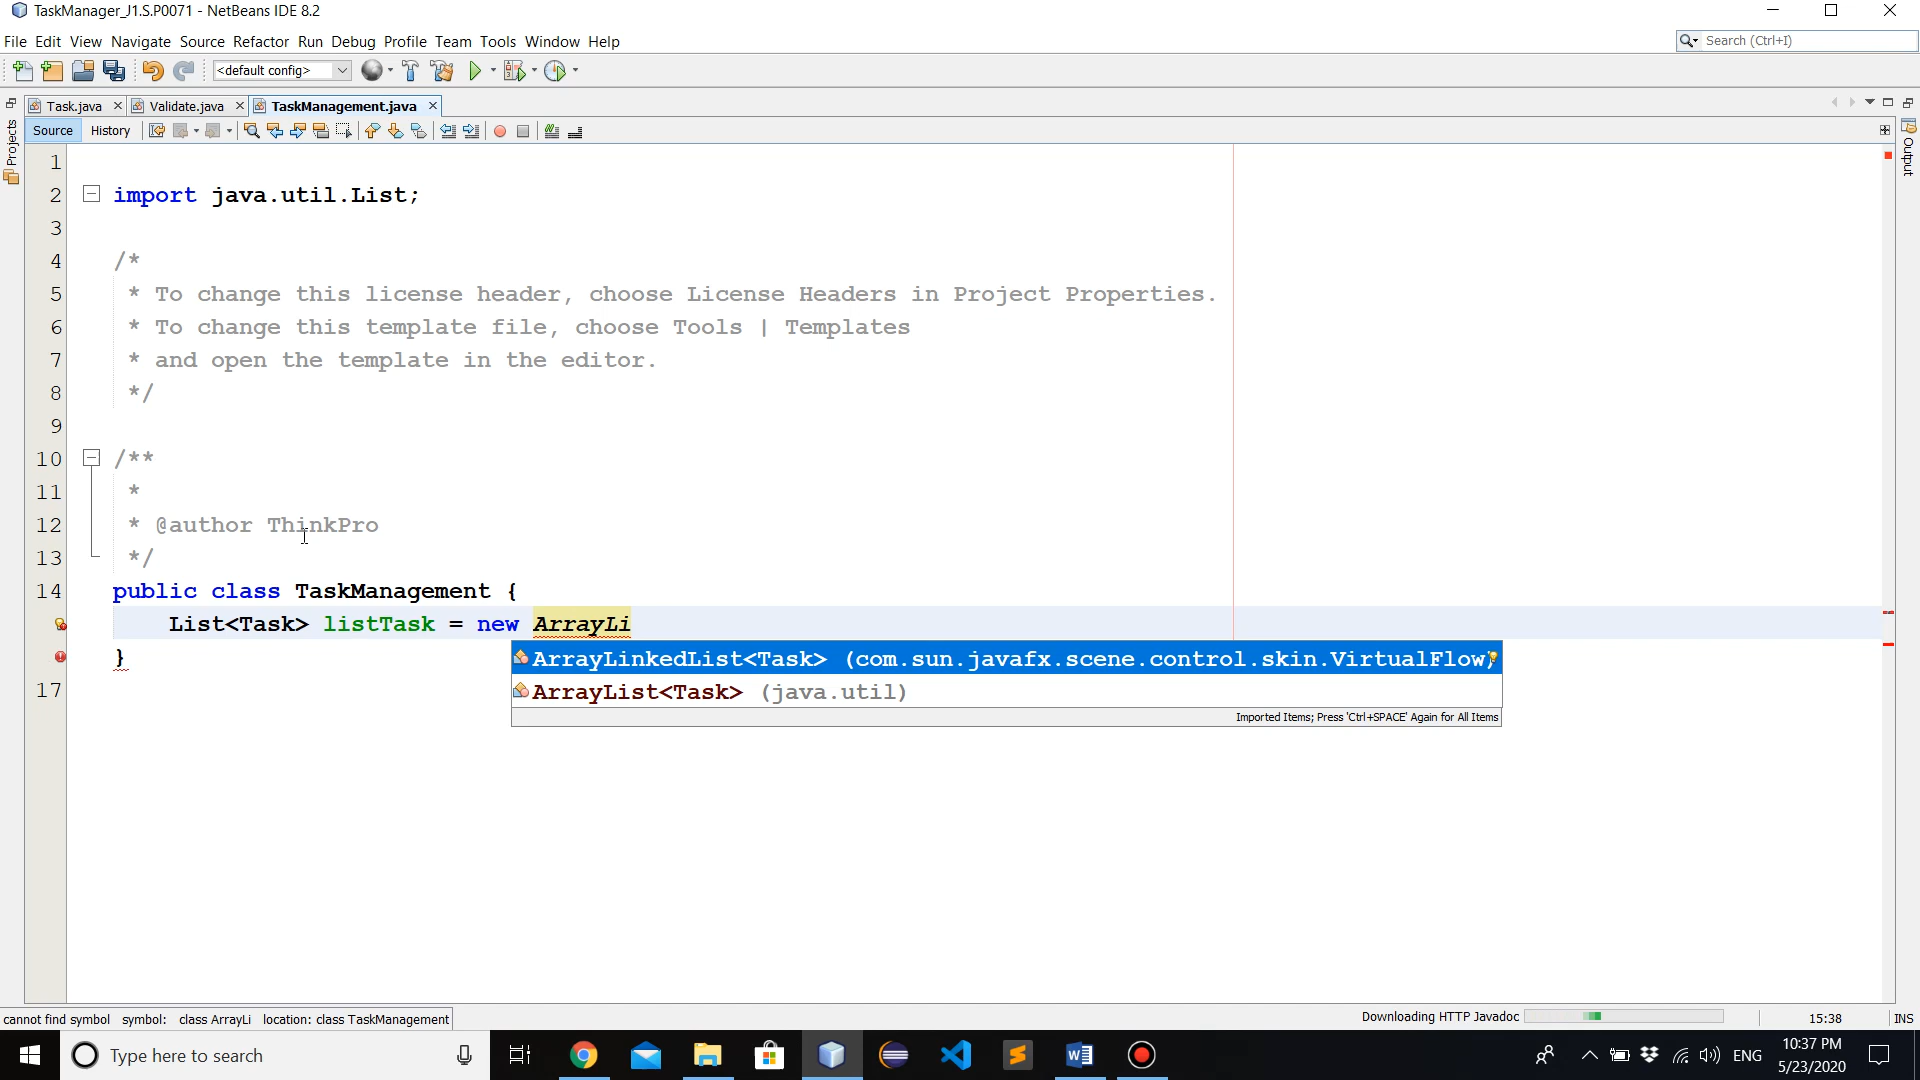 TaskManager_J1.S.P0071 - NetBeans IDE 8.2
File Edit View Navigate Source Refactor Run Debug Profile Team Tools Window Help
Search (Ctrl+I)
<default config>
Task.java
Validate.java
TaskManagement.java
Source
History
Projects
Output
1
2 import java.util.List;
3
4 /*
5 * To change this license header, choose License Headers in Project Properties.
6 * To change this template file, choose Tools | Templates
7 * and open the template in the editor.
8 */
9
10 /**
11 *
12 * @author ThinkPro
13 */
14 public class TaskManagement {
List<Task> listTask = new ArrayLi
}
ArrayLinkedList<Task> (com.sun.javafx.scene.control.skin.VirtualFlow)
17
ArrayList<Task> (java.util)
Imported Items; Press 'Ctrl+SPACE' Again for All Items
cannot find symbol symbol: class ArrayLi location: class TaskManagement
Downloading HTTP Javadoc
15:38
INS
Type here to search
ENG
10:37 PM
5/23/2020